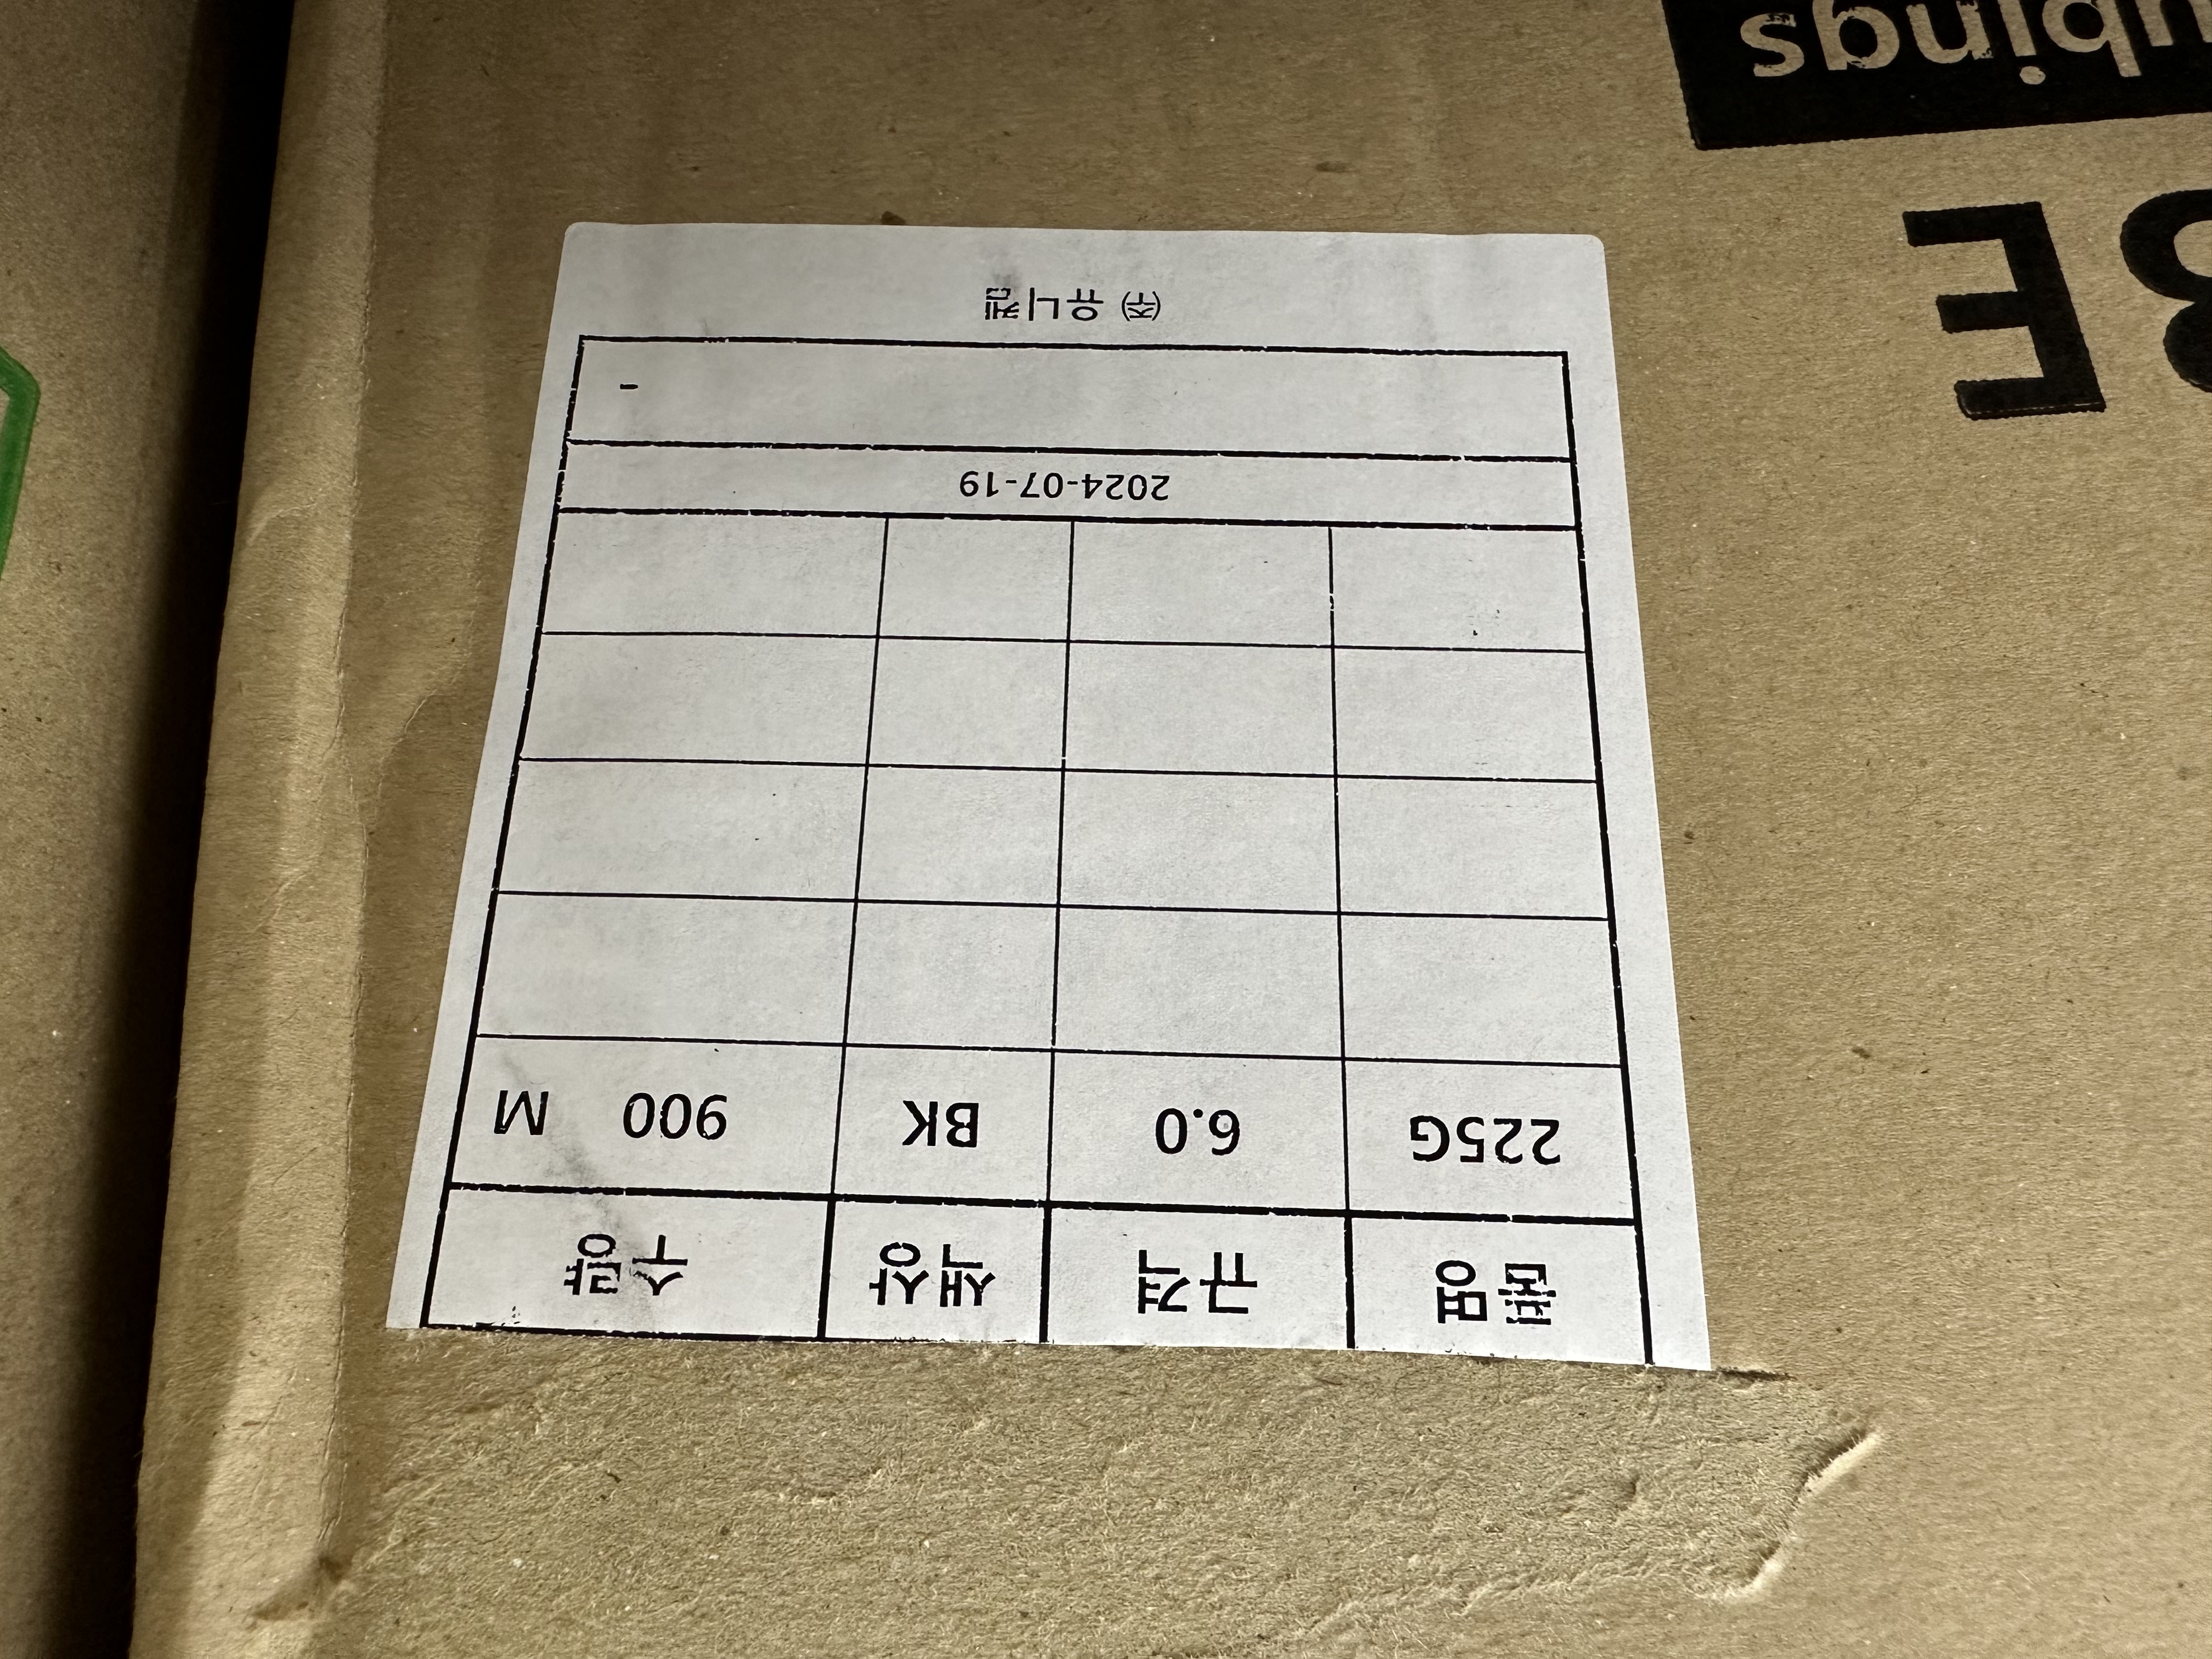 품명 규격 색상 수량
225G 6.0 BK 900 M
2024-07-19
-
㈜ 유니켐
BE
ubings